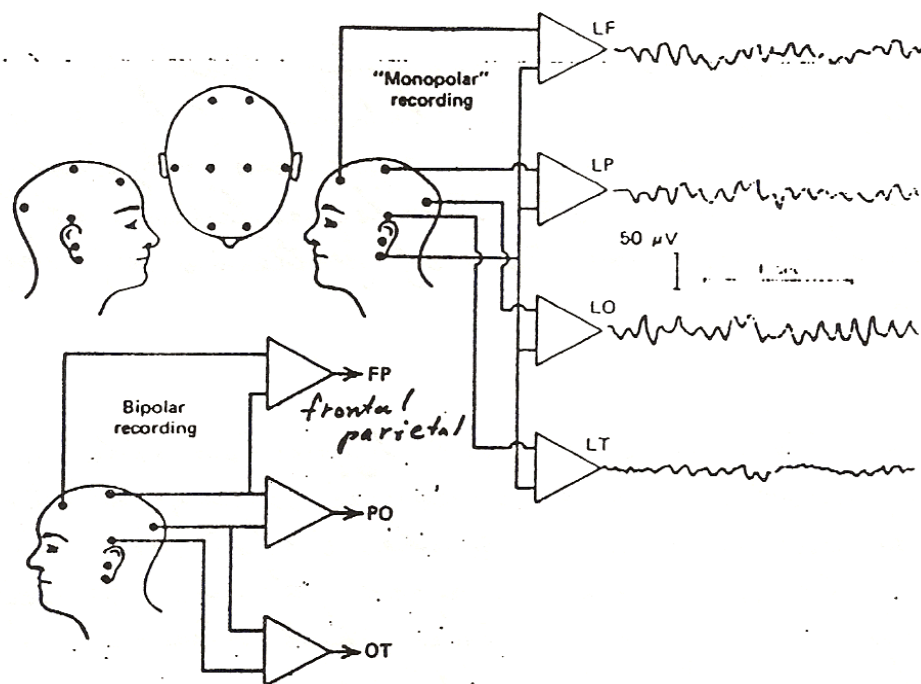 LF
"Monopolar"
recording
LP
50 μV
LO
LT
FP
frontal
parietal
Bipolar
recording
PO
OT